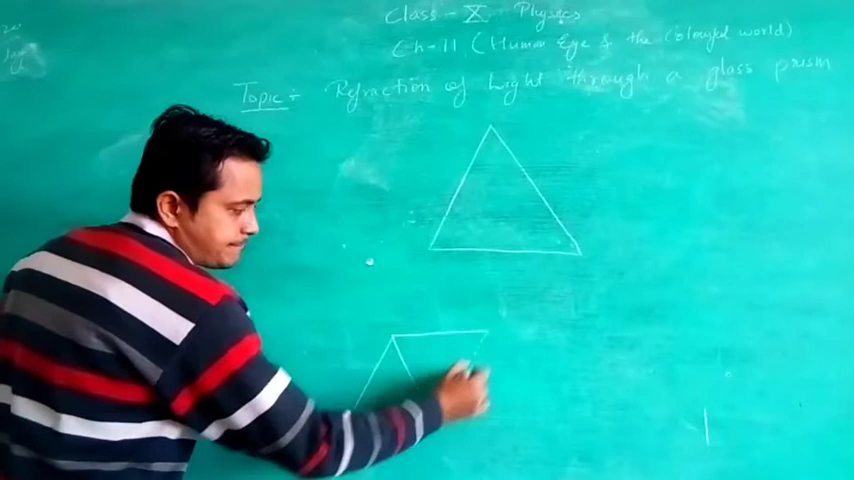 Class - X Physics
Ch-11 (Human Eye & the Colourful world)
Topic:- Refraction of Light through a glass prism